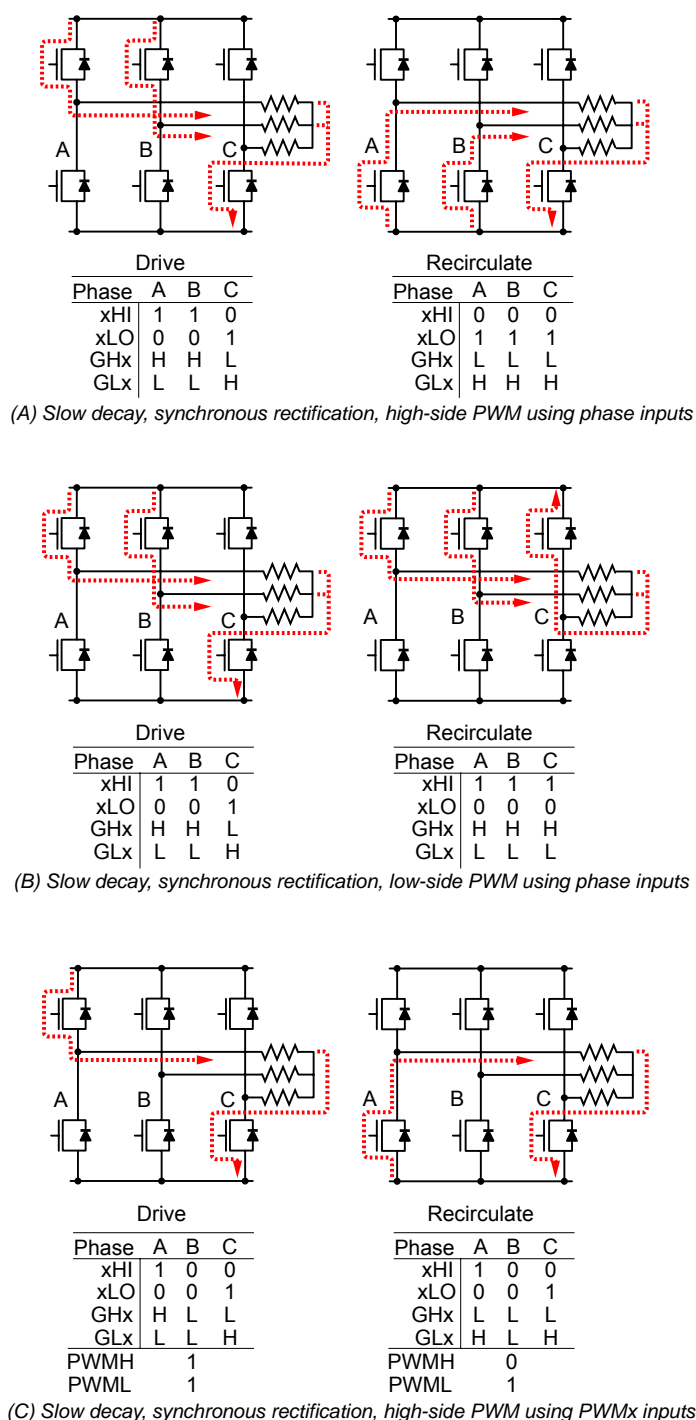 A B C
A B C
Drive
Recirculate
Phase A B C
xHI 1 1 0
xLO 0 0 1
GHx H H L
GLx L L H
Phase A B C
xHI 0 0 0
xLO 1 1 1
GHx L L L
GLx H H H
(A) Slow decay, synchronous rectification, high-side PWM using phase inputs
A B C
A B C
Drive
Recirculate
Phase A B C
xHI 1 1 0
xLO 0 0 1
GHx H H L
GLx L L H
Phase A B C
xHI 1 1 1
xLO 0 0 0
GHx H H H
GLx L L L
(B) Slow decay, synchronous rectification, low-side PWM using phase inputs
A B C
A B C
Drive
Recirculate
Phase A B C
xHI 1 0 0
xLO 0 0 1
GHx H L L
GLx L L H
PWMH 1
PWML 1
Phase A B C
xHI 1 0 0
xLO 0 0 1
GHx L L L
GLx H L H
PWMH 0
PWML 1
(C) Slow decay, synchronous rectification, high-side PWM using PWMx inputs